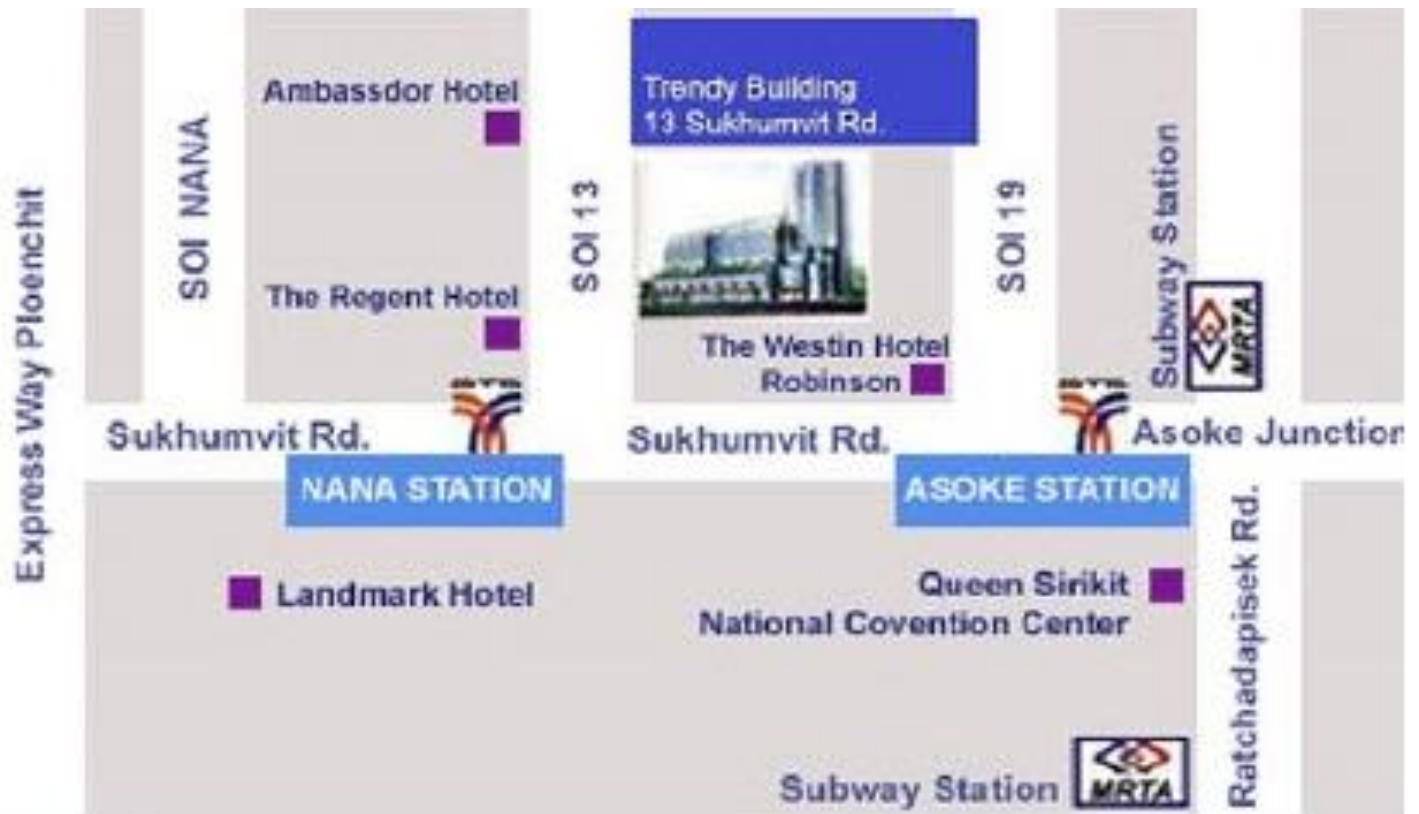 Ambassdor Hotel
Trendy Building
13 Sukhumvit Rd.
Express Way Ploenchit
SOI NANA
SOI 13
SOI 19
Subway Station
MRTA
The Regent Hotel
The Westin Hotel
Robinson
BTS
BTS
Sukhumvit Rd.
Sukhumvit Rd.
Asoke Junction
NANA STATION
ASOKE STATION
Landmark Hotel
Queen Sirikit
National Covention Center
Ratchadapisek Rd.
Subway Station
MRTA